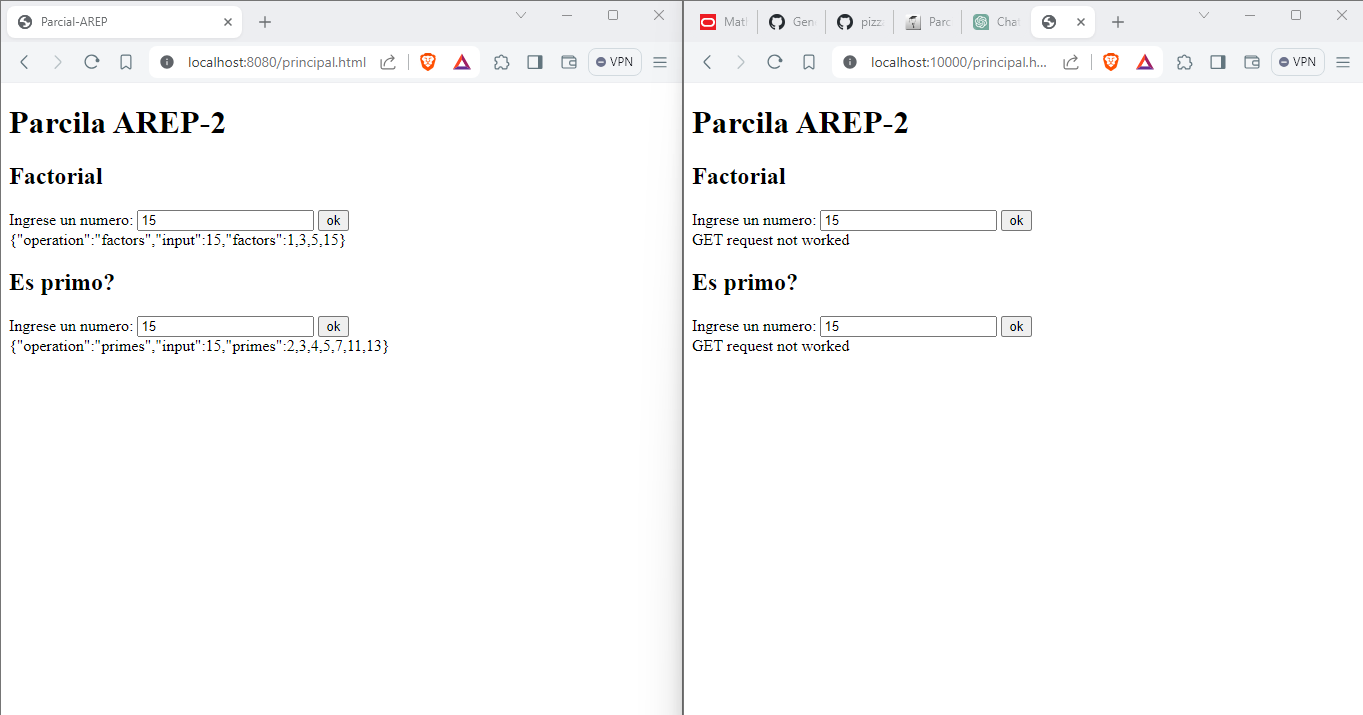 Parcial-AREP
localhost:8080/principal.html
VPN
Parcila AREP-2
Factorial
Ingrese un numero: 15 ok
{"operation":"factors","input":15,"factors":1,3,5,15}
Es primo?
Ingrese un numero: 15 ok
{"operation":"primes","input":15,"primes":2,3,4,5,7,11,13}
Mat Gen pizz Parc Cha
localhost:10000/principal.h...
VPN
Parcila AREP-2
Factorial
Ingrese un numero: 15 ok
GET request not worked
Es primo?
Ingrese un numero: 15 ok
GET request not worked